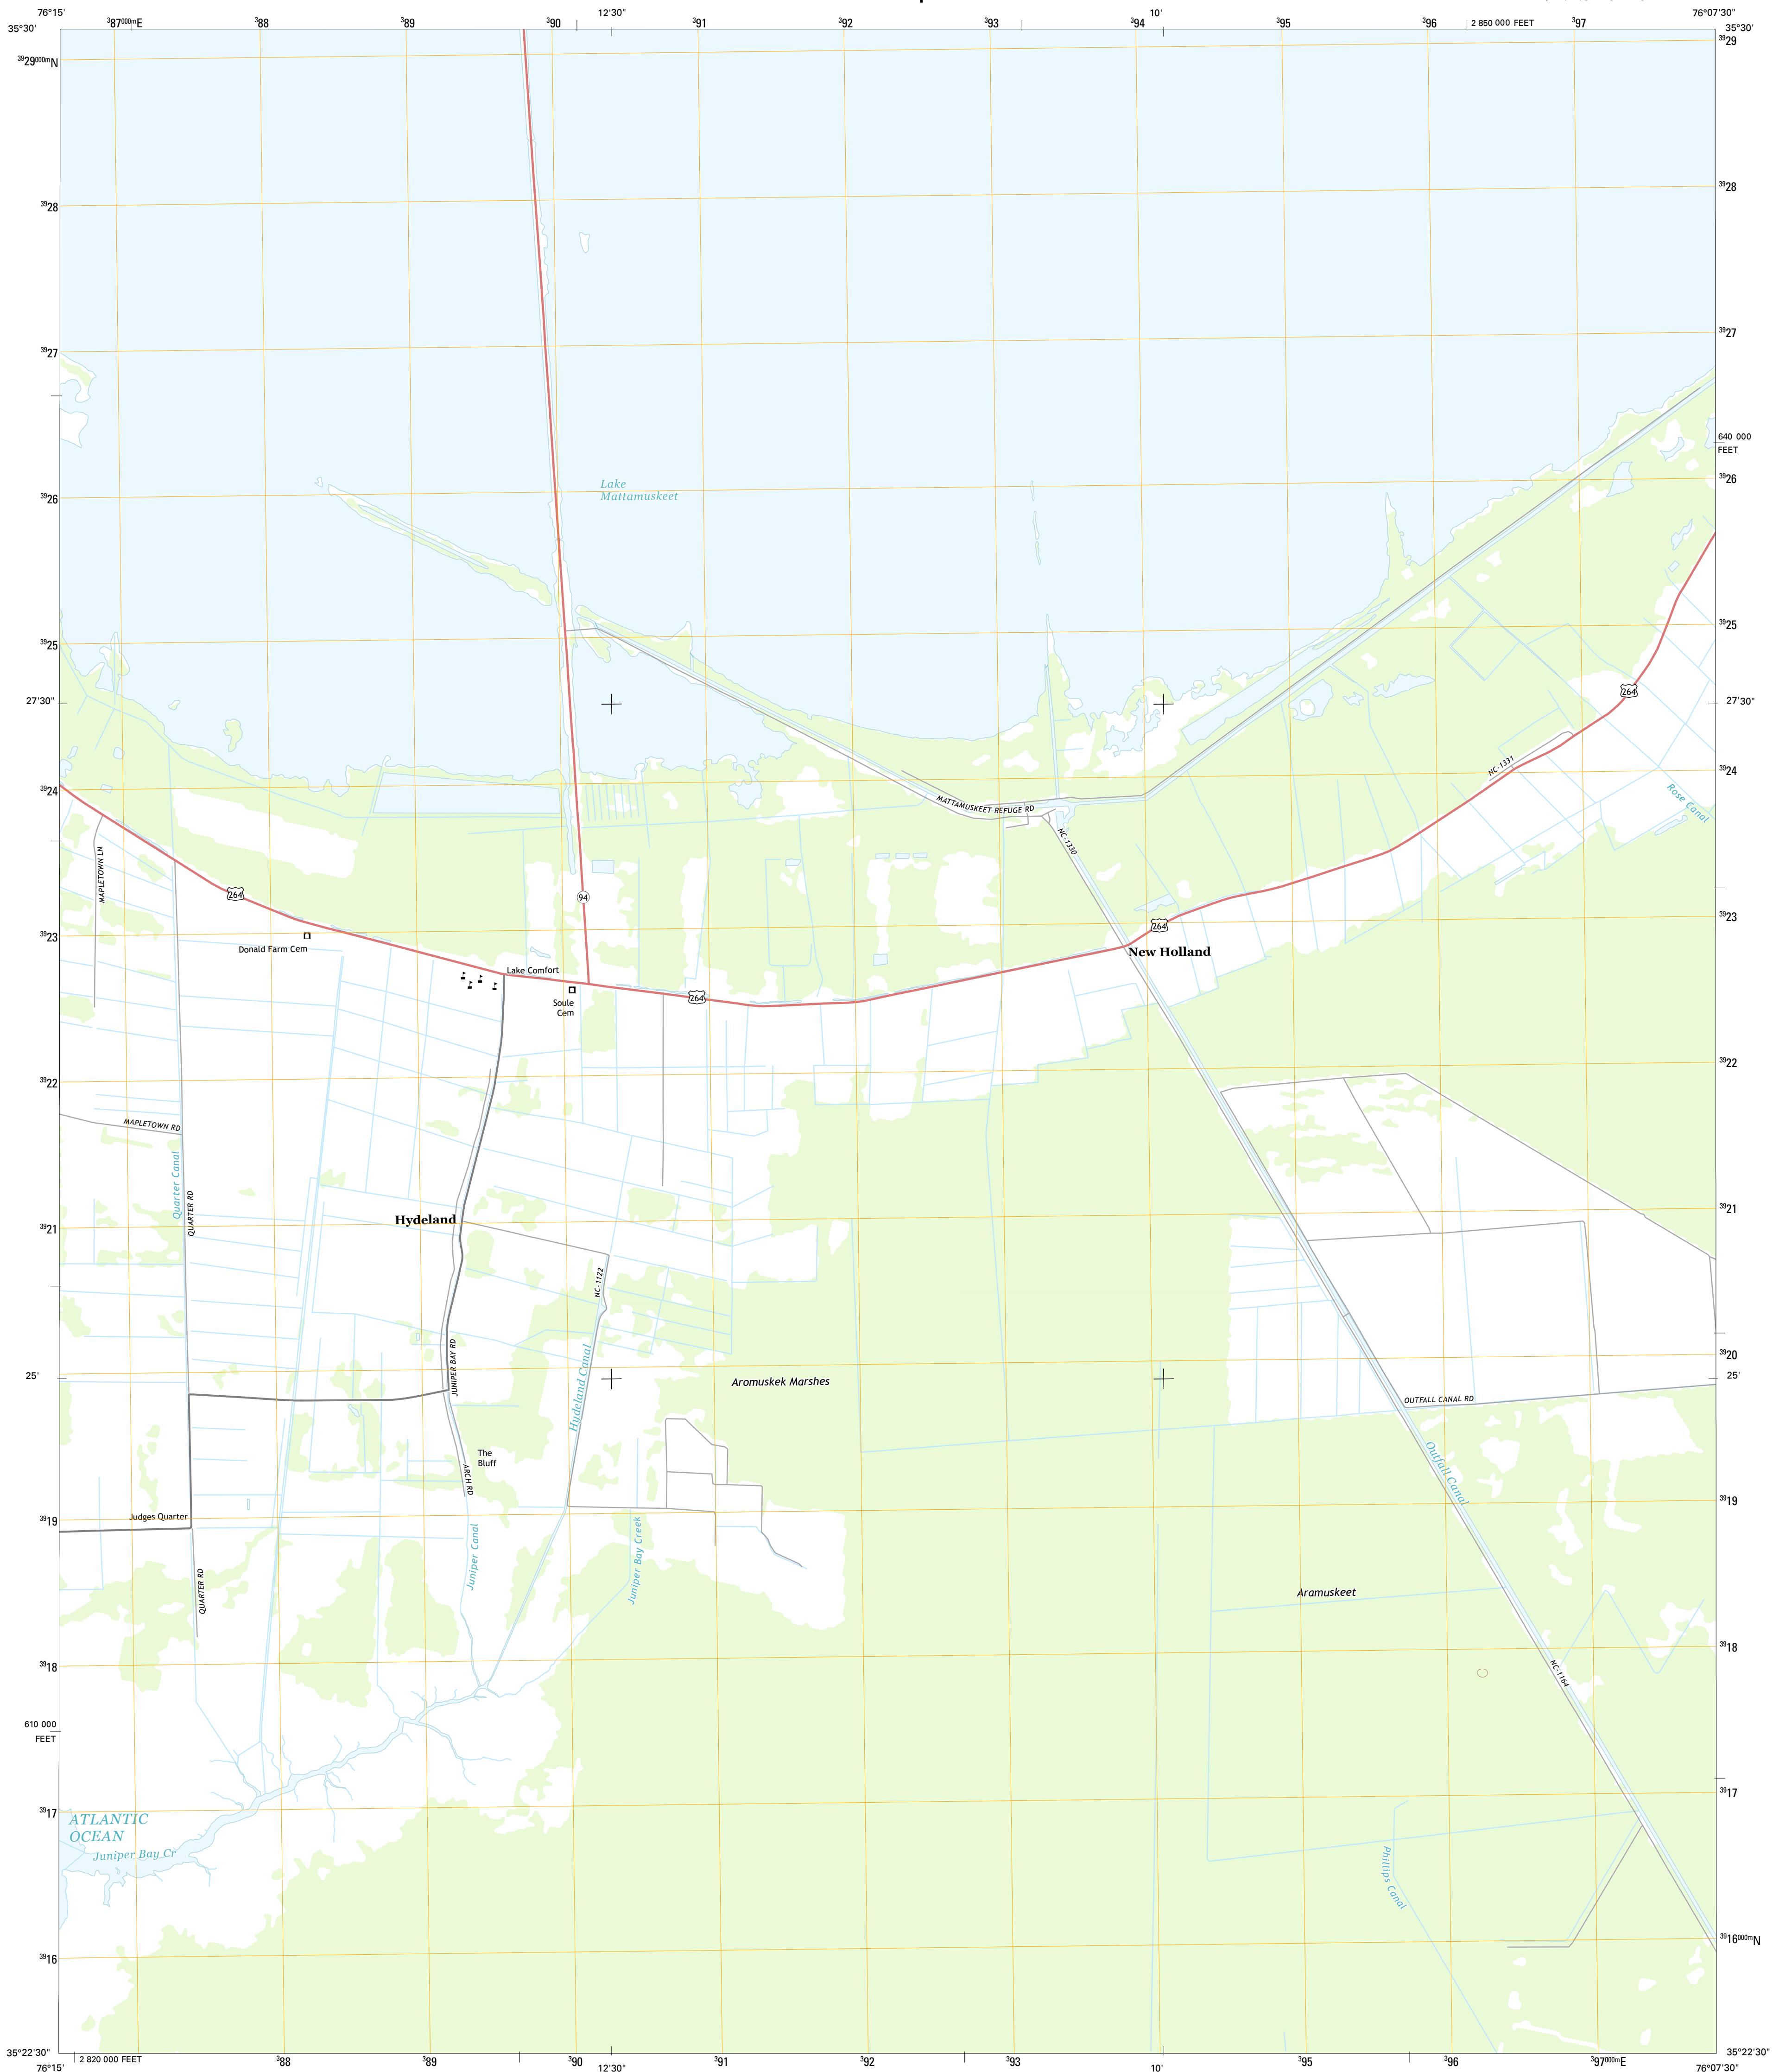 76°15'
³87⁰⁰⁰ᵐE
³88
³89
³90
12'30"
³91
³92
³93
³94
10'
³95
³96
2 850 000 FEET
³97
76°07'30"
35°30'
35°30'
³⁹29⁰⁰⁰ᵐN
³⁹29
³⁹28
³⁹28
³⁹27
³⁹27
640 000
FEET
³⁹26
³⁹26
Lake
Mattamuskeet
³⁹25
³⁹25
27'30"
27'30"
264
³⁹24
³⁹24
NC-1331
Rose Canal
MATTAMUSKEET REFUGE RD
NC-1330
MAPLETOWN LN
264
94
264
³⁹23
³⁹23
Donald Farm Cem
New Holland
Lake Comfort
264
Soule
Cem
³⁹22
³⁹22
MAPLETOWN RD
Quarter Canal
QUARTER RD
³⁹21
³⁹21
Hydeland
NC-1122
JUNIPER BAY RD
Hydeland Canal
³⁹20
25'
25'
Aromuskek Marshes
OUTFALL CANAL RD
The
Bluff
ARCH RD
Outfall Canal
³⁹19
³⁹19
Judges Quarter
Juniper Canal
Juniper Bay Creek
QUARTER RD
Aramuskeet
³⁹18
³⁹18
NC-1164
610 000
FEET
³⁹17
³⁹17
ATLANTIC
OCEAN
Juniper Bay Cr
Phillips Canal
³⁹16
³⁹16⁰⁰⁰ᵐN
35°22'30"
35°22'30"
76°15'
2 820 000 FEET
³88
³89
³90
12'30"
³91
³92
³93
10'
³95
³96
³97⁰⁰⁰ᵐE
76°07'30"